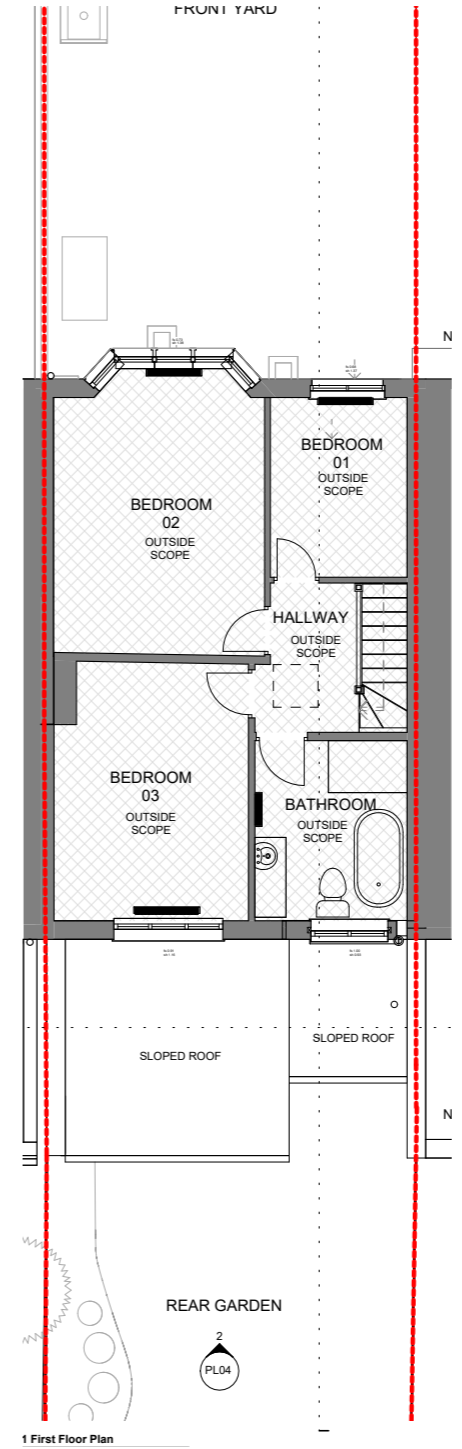 FRONT YARD
N
BEDROOM
01
OUTSIDE
SCOPE
BEDROOM
02
OUTSIDE
SCOPE
HALLWAY
OUTSIDE
SCOPE
BEDROOM
03
OUTSIDE
SCOPE
BATHROOM
OUTSIDE
SCOPE
SLOPED ROOF
SLOPED ROOF
N
REAR GARDEN
2
PL04
1 First Floor Plan